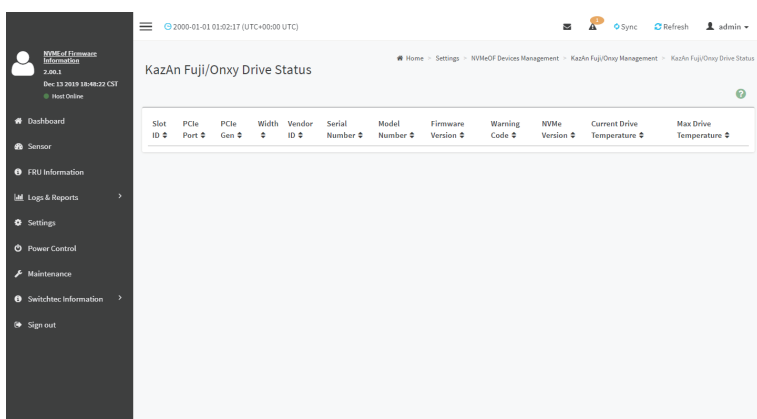 2000-01-01 01:02:17 (UTC+00:00 UTC)
1
Sync
Refresh
admin
NVMEof Firmware
Information
2.00.1
Dec 13 2019 18:48:22 CST
Host Online
Dashboard
Sensor
FRU Information
Logs & Reports
Settings
Power Control
Maintenance
Switchtec Information
Sign out
KazAn Fuji/Onxy Drive Status
Home > Settings > NVMeOF Devices Management > KazAn Fuji/Onxy Management > KazAn Fuji/Onxy Drive Status
Slot ID
PCIe Port
PCIe Gen
Width
Vendor ID
Serial Number
Model Number
Firmware Version
Warning Code
NVMe Version
Current Drive Temperature
Max Drive Temperature